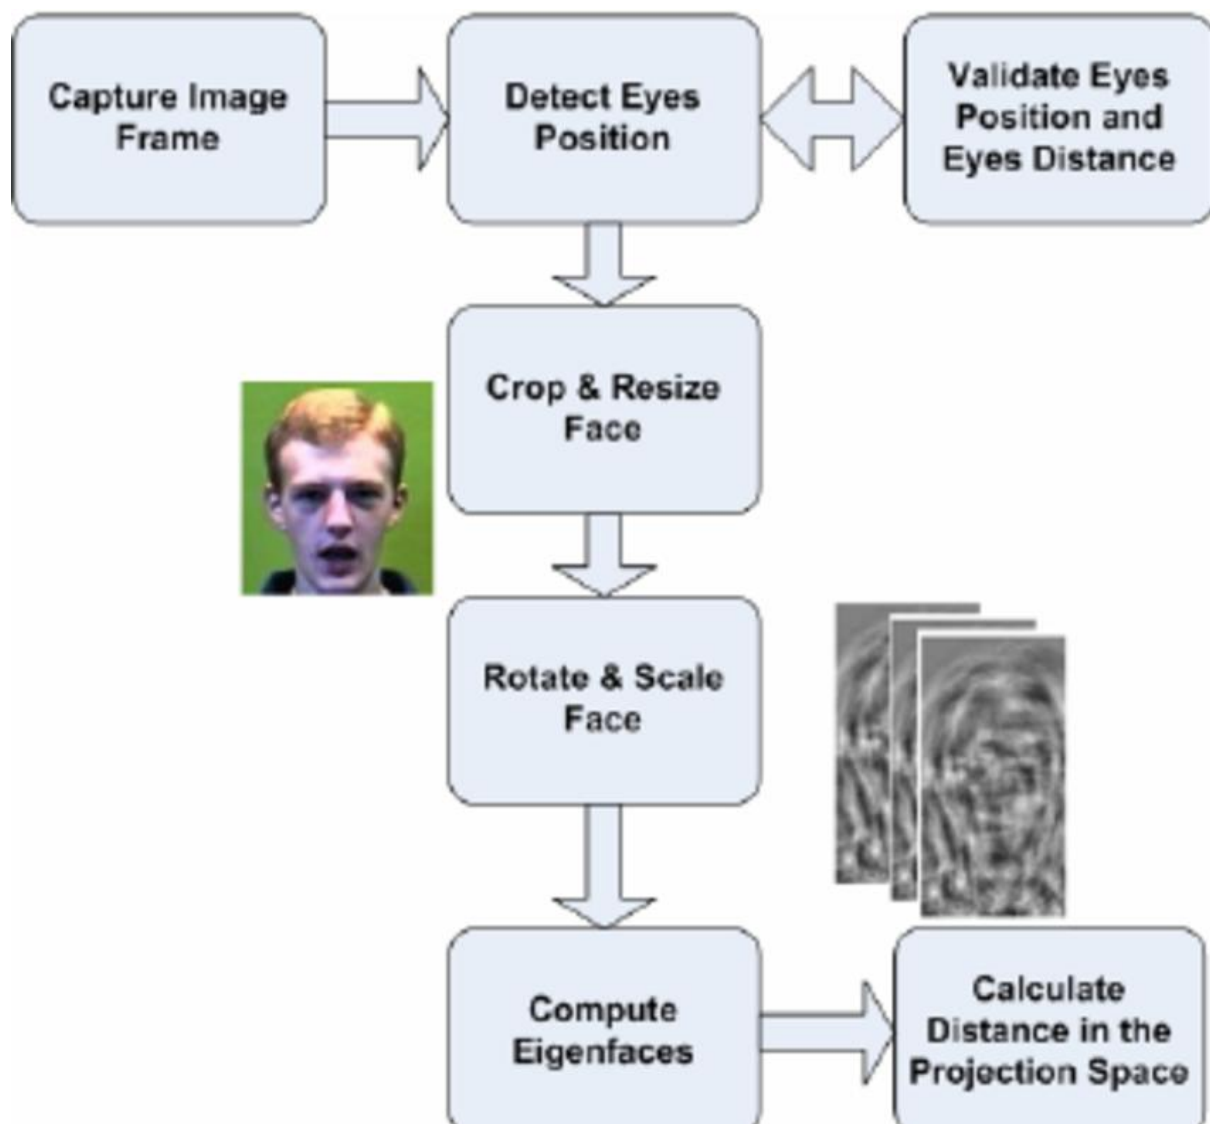 Capture Image
Frame
Detect Eyes
Position
Validate Eyes
Position and
Eyes Distance
Crop & Resize
Face
Rotate & Scale
Face
Compute
Eigenfaces
Calculate
Distance in the
Projection Space